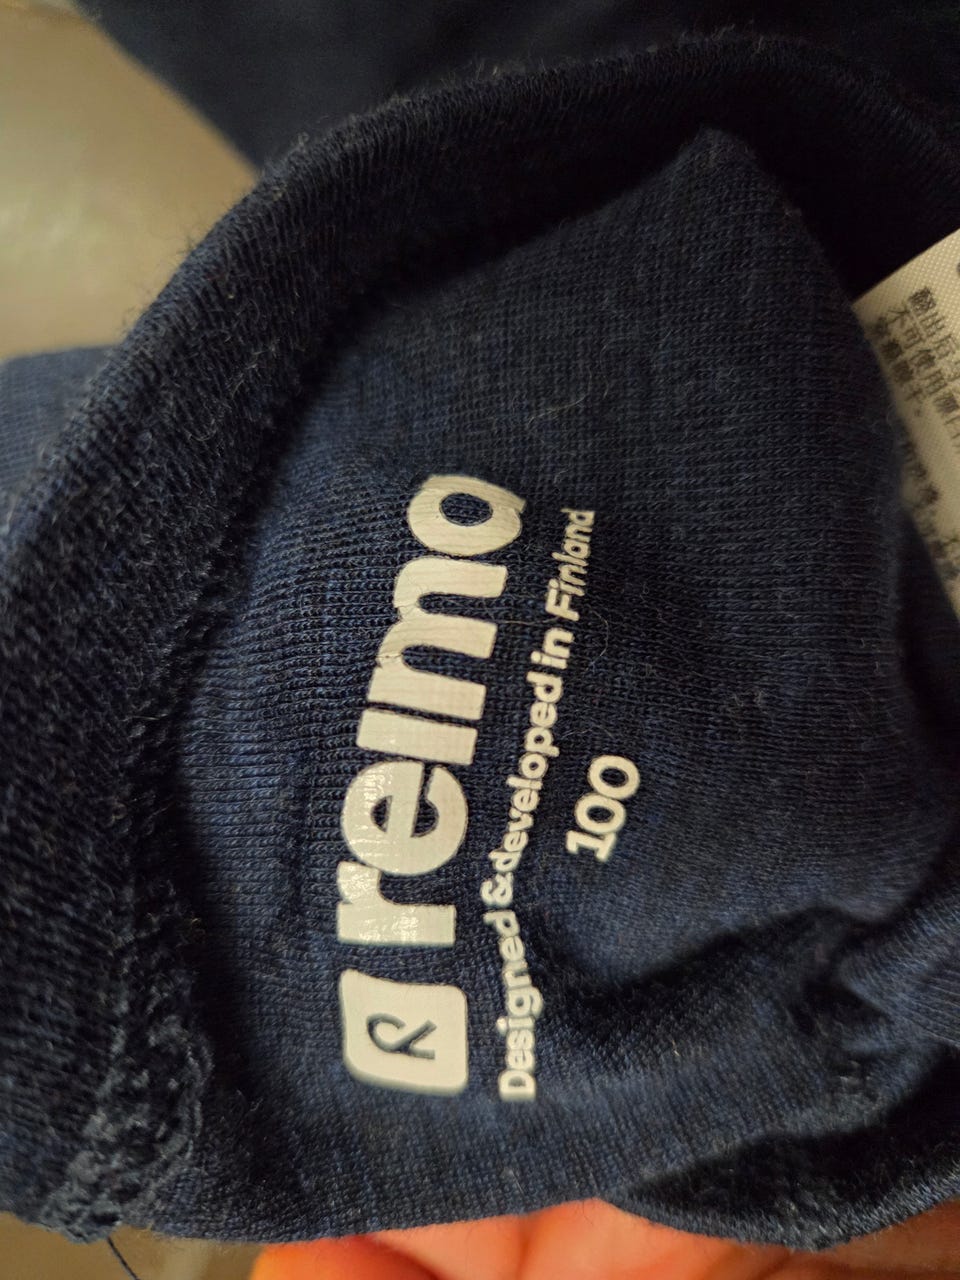 R reima
Designed & developed in Finland
100